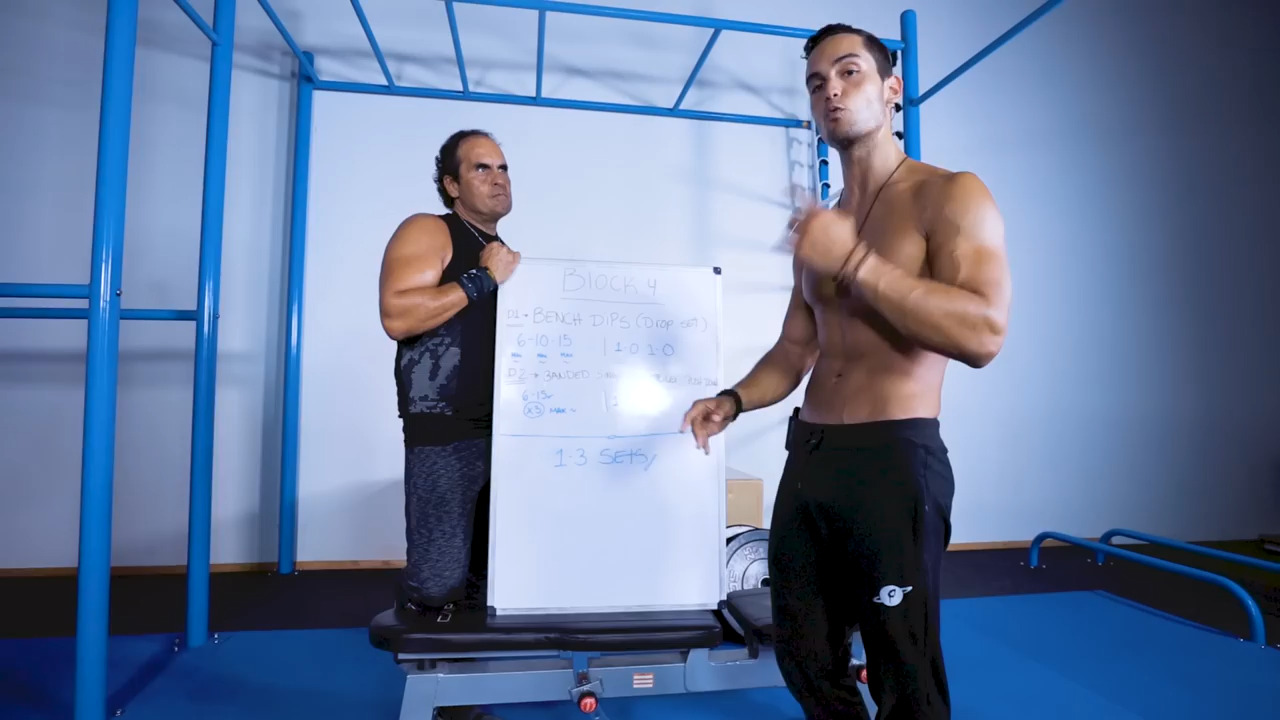 BLOCK 4
D1→ BENCH DIPS (Drop set)
6-10-15 | 1-0 1-0
MAX MAX MAX
D2→ BANDED
6-15
x3 MAX
1-3 SETS